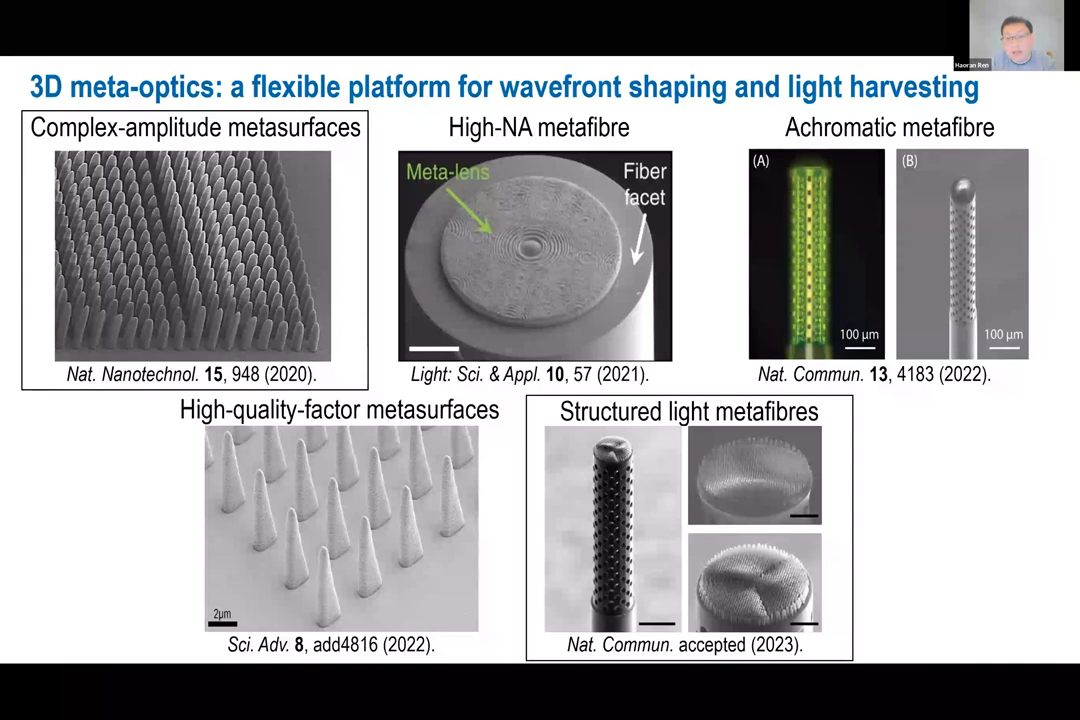 Haoran Ren
3D meta-optics: a flexible platform for wavefront shaping and light harvesting
Complex-amplitude metasurfaces
Nat. Nanotechnol. 15, 948 (2020).
High-NA metafibre
Meta-lens
Fiber
facet
Light: Sci. & Appl. 10, 57 (2021).
Achromatic metafibre
(A)
100 µm
(B)
100 µm
Nat. Commun. 13, 4183 (2022).
High-quality-factor metasurfaces
2µm
Sci. Adv. 8, add4816 (2022).
Structured light metafibres
Nat. Commun. accepted (2023).